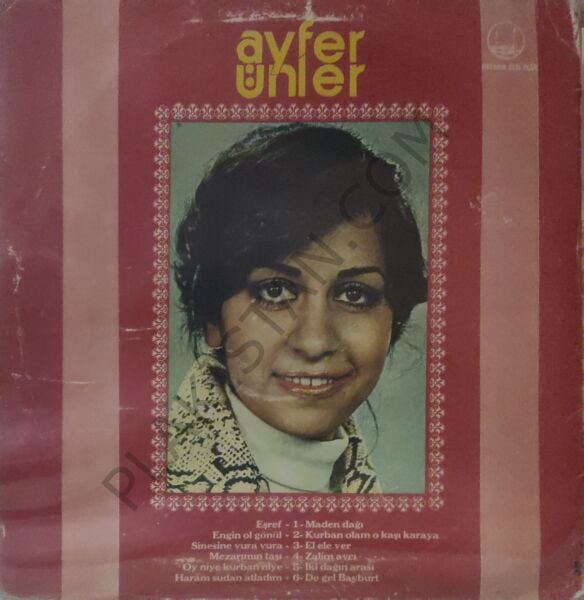 ayfer
ünler
PLAKSTAN.COM
Eşref - 1 - Maden dağı
Engin ol gönül - 2- Kurban olam o kaşı karaya
Sinesine vura vura - 3- El ele ver
Mezarımın taşı - 4- Zalim avcı
Oy niye kurban niye - 5- İki dağın arası
Haram sudan atladım - 6- De gel Bayburt